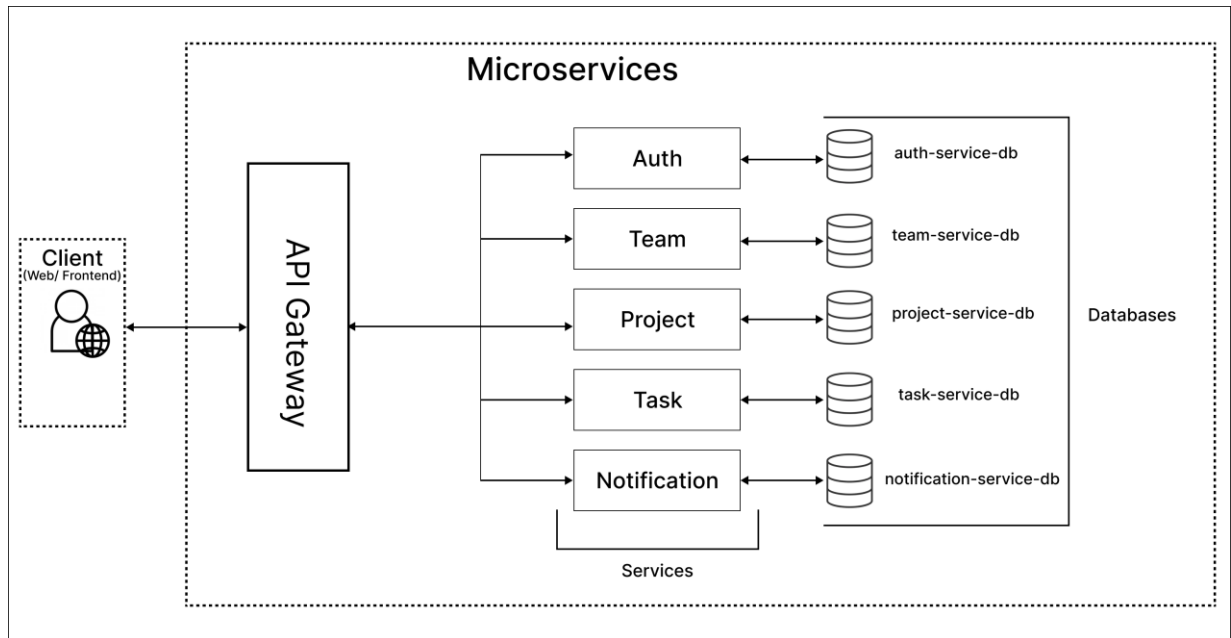 Microservices
Client
(Web/ Frontend)
API Gateway
Auth
auth-service-db
Team
team-service-db
Project
project-service-db
Databases
Task
task-service-db
Notification
notification-service-db
Services